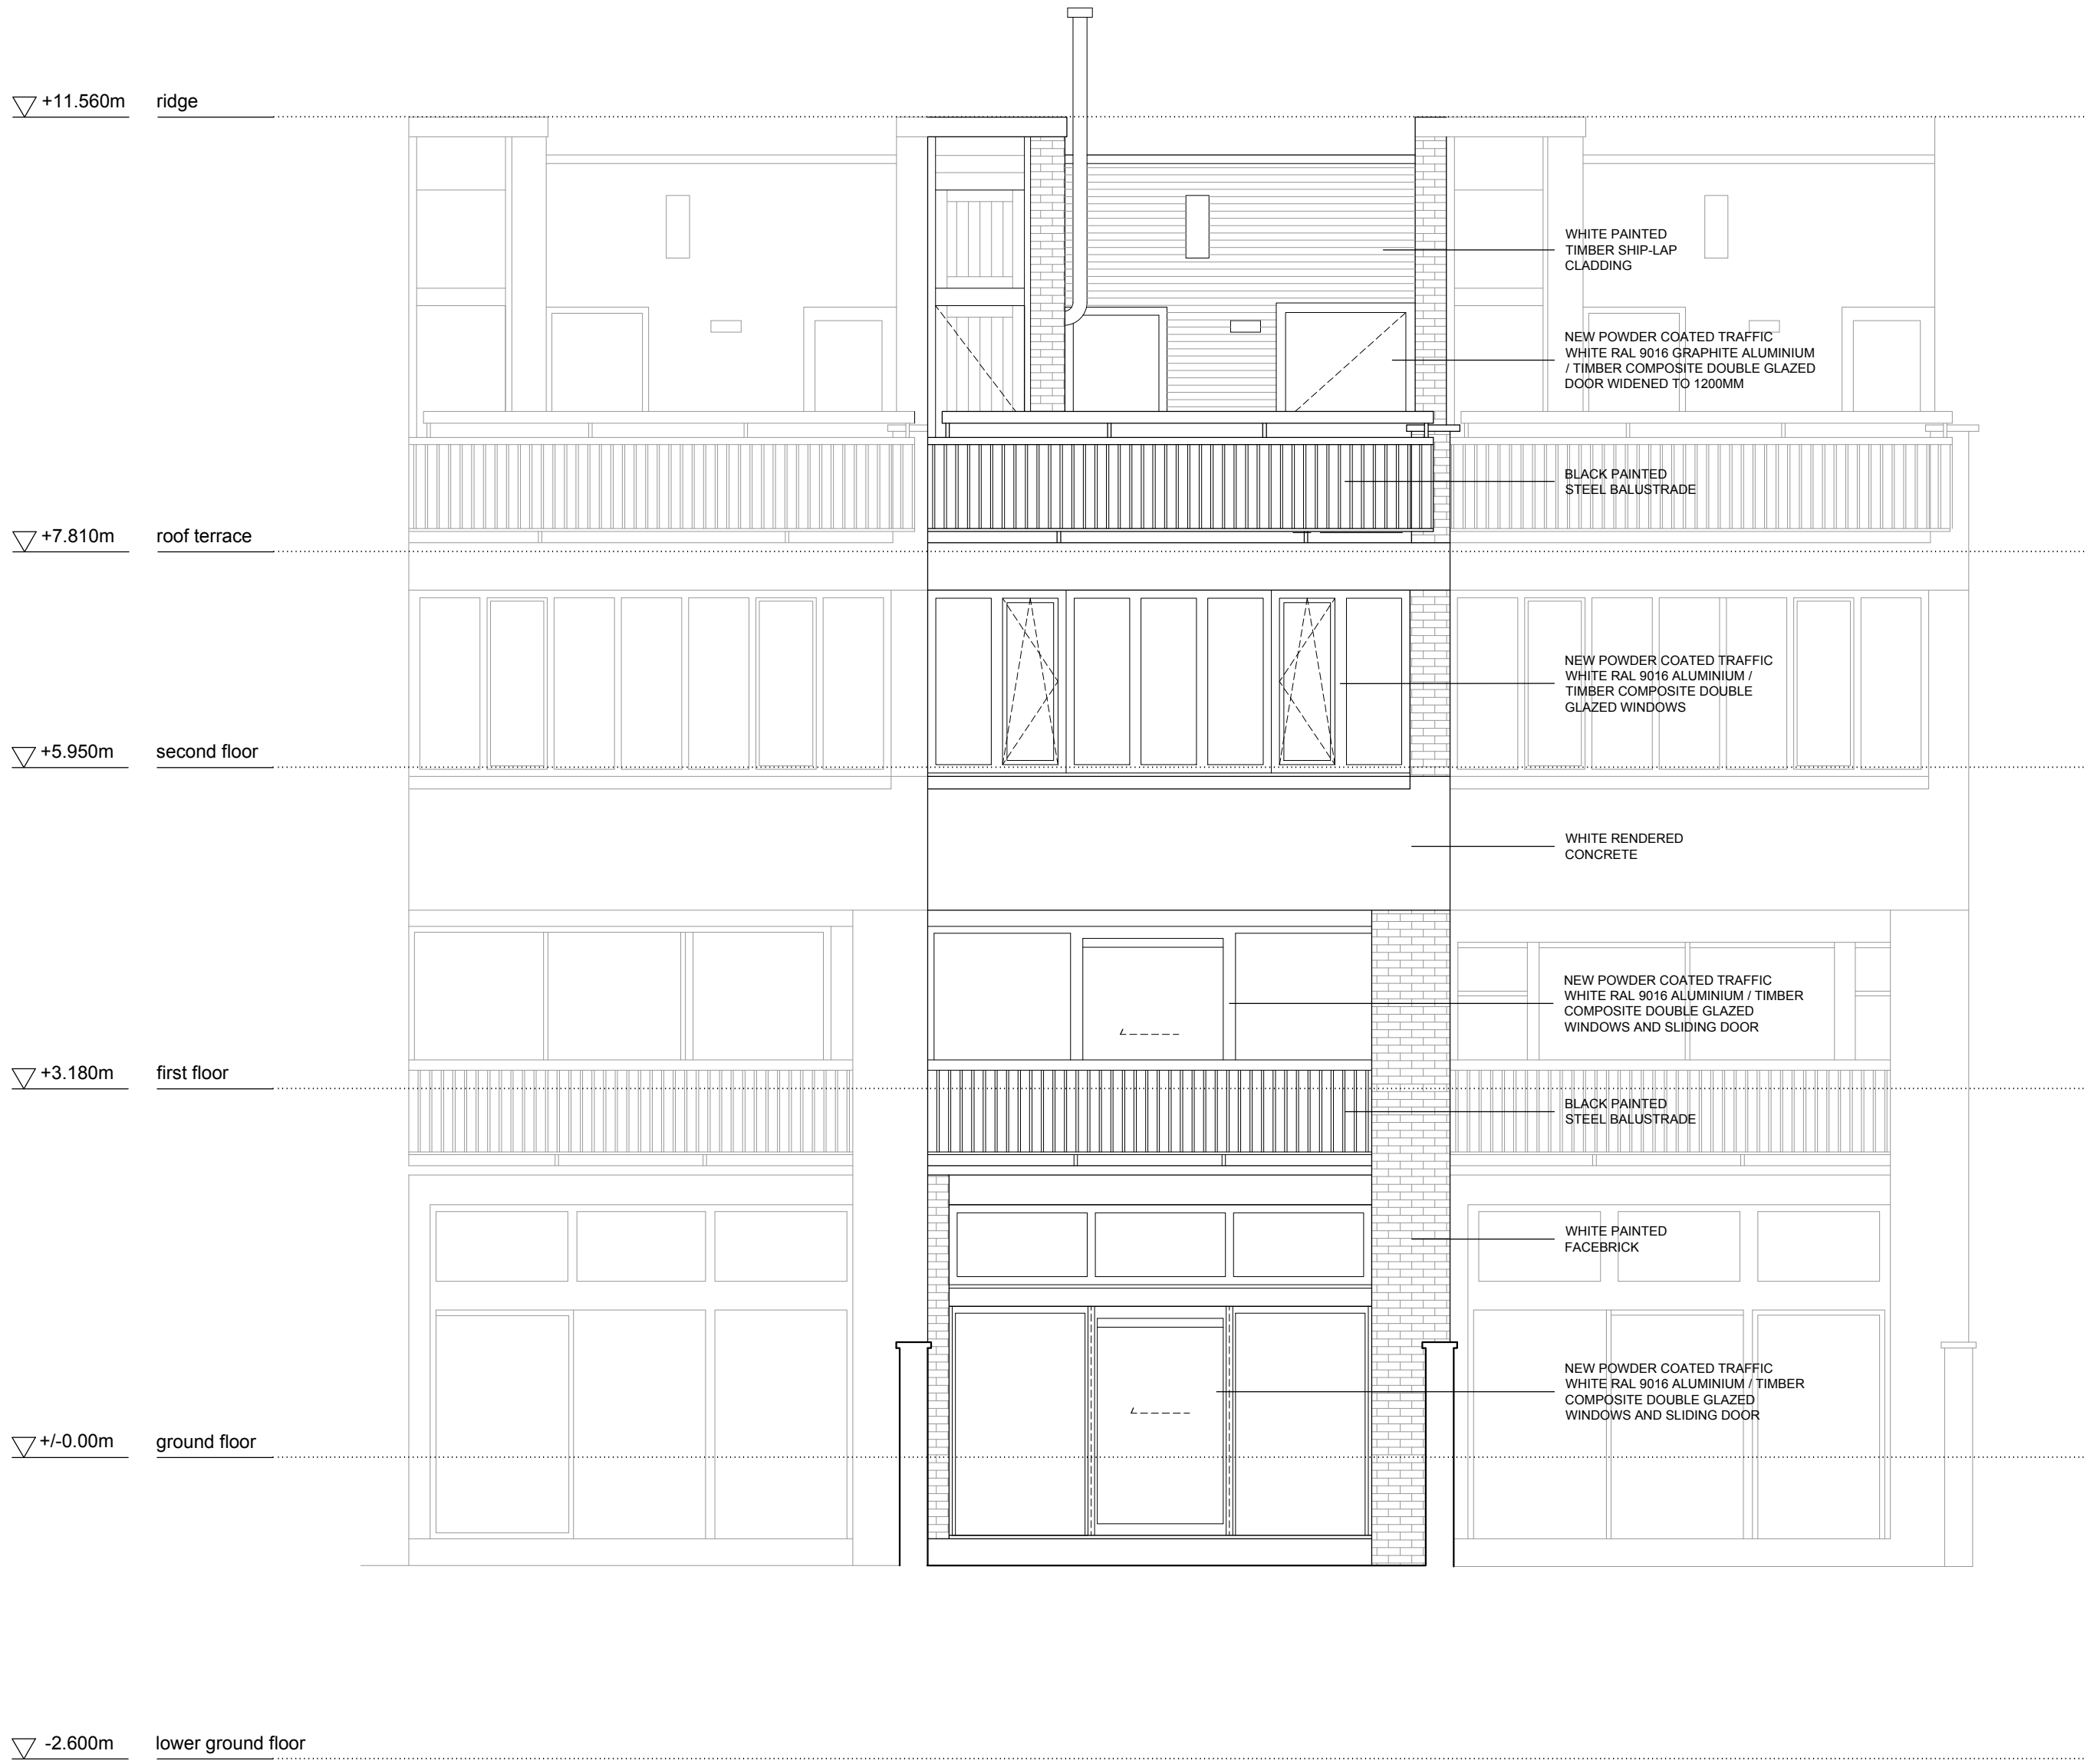 +11.560m ridge
WHITE PAINTED
TIMBER SHIP-LAP
CLADDING
NEW POWDER COATED TRAFFIC
WHITE RAL 9016 GRAPHITE ALUMINIUM
/ TIMBER COMPOSITE DOUBLE GLAZED
DOOR WIDENED TO 1200MM
BLACK PAINTED
STEEL BALUSTRADE
+7.810m roof terrace
NEW POWDER COATED TRAFFIC
WHITE RAL 9016 ALUMINIUM /
TIMBER COMPOSITE DOUBLE
GLAZED WINDOWS
+5.950m second floor
WHITE RENDERED
CONCRETE
NEW POWDER COATED TRAFFIC
WHITE RAL 9016 ALUMINIUM / TIMBER
COMPOSITE DOUBLE GLAZED
WINDOWS AND SLIDING DOOR
+3.180m first floor
BLACK PAINTED
STEEL BALUSTRADE
WHITE PAINTED
FACEBRICK
NEW POWDER COATED TRAFFIC
WHITE RAL 9016 ALUMINIUM / TIMBER
COMPOSITE DOUBLE GLAZED
WINDOWS AND SLIDING DOOR
+/-0.00m ground floor
-2.600m lower ground floor